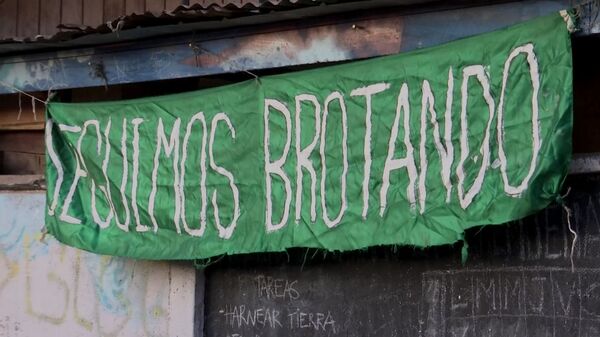 SEGUIMOS BROTANDO
TAREAS
-HARNEAR TIERRA